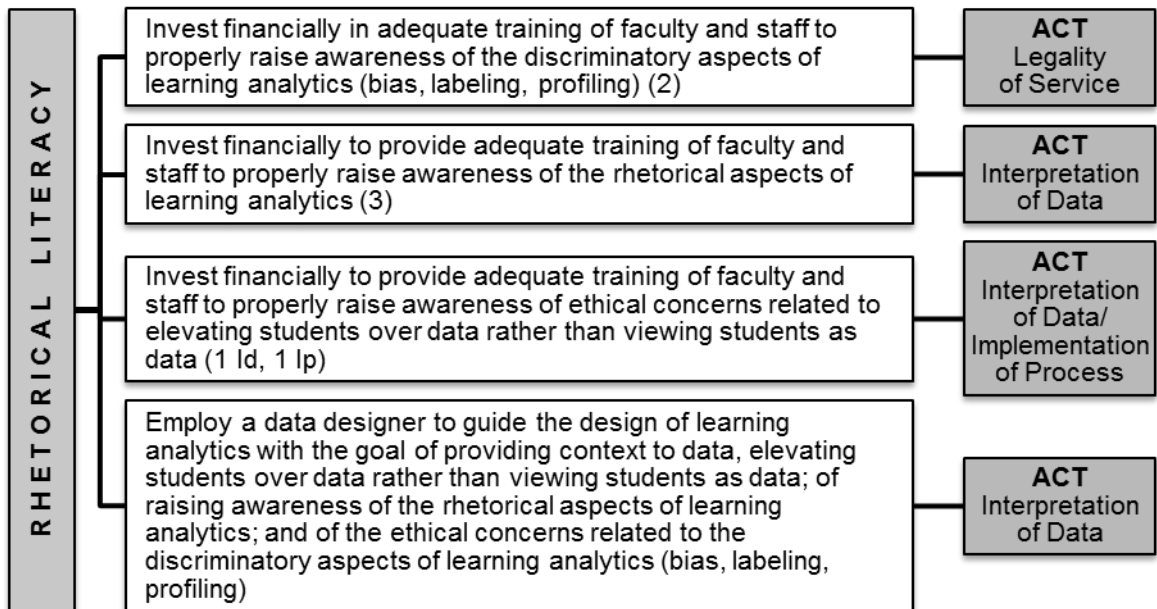 RHETORICAL LITERACY
Invest financially in adequate training of faculty and staff to
properly raise awareness of the discriminatory aspects of
learning analytics (bias, labeling, profiling) (2)
ACT
Legality
of Service
Invest financially to provide adequate training of faculty and
staff to properly raise awareness of the rhetorical aspects of
learning analytics (3)
ACT
Interpretation
of Data
Invest financially to provide adequate training of faculty and
staff to properly raise awareness of ethical concerns related to
elevating students over data rather than viewing students as
data (1 Id, 1 Ip)
ACT
Interpretation
of Data/
Implementation
of Process
Employ a data designer to guide the design of learning
analytics with the goal of providing context to data, elevating
students over data rather than viewing students as data; of
raising awareness of the rhetorical aspects of learning
analytics; and of the ethical concerns related to the
discriminatory aspects of learning analytics (bias, labeling,
profiling)
ACT
Interpretation
of Data